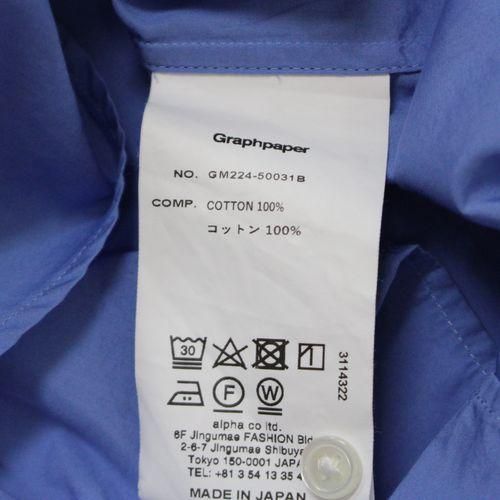 Graphpaper
NO. GM224-50031B
COMP. COTTON 100%
コットン 100%
30
F W
3114322
alpha co ltd.
6F Jingumae FASHION Bld
2-6-7 Jingumae Shibuya
Tokyo 150-0001 JAPA
TEL: +81 3 54 13 35
MADE IN JAPAN